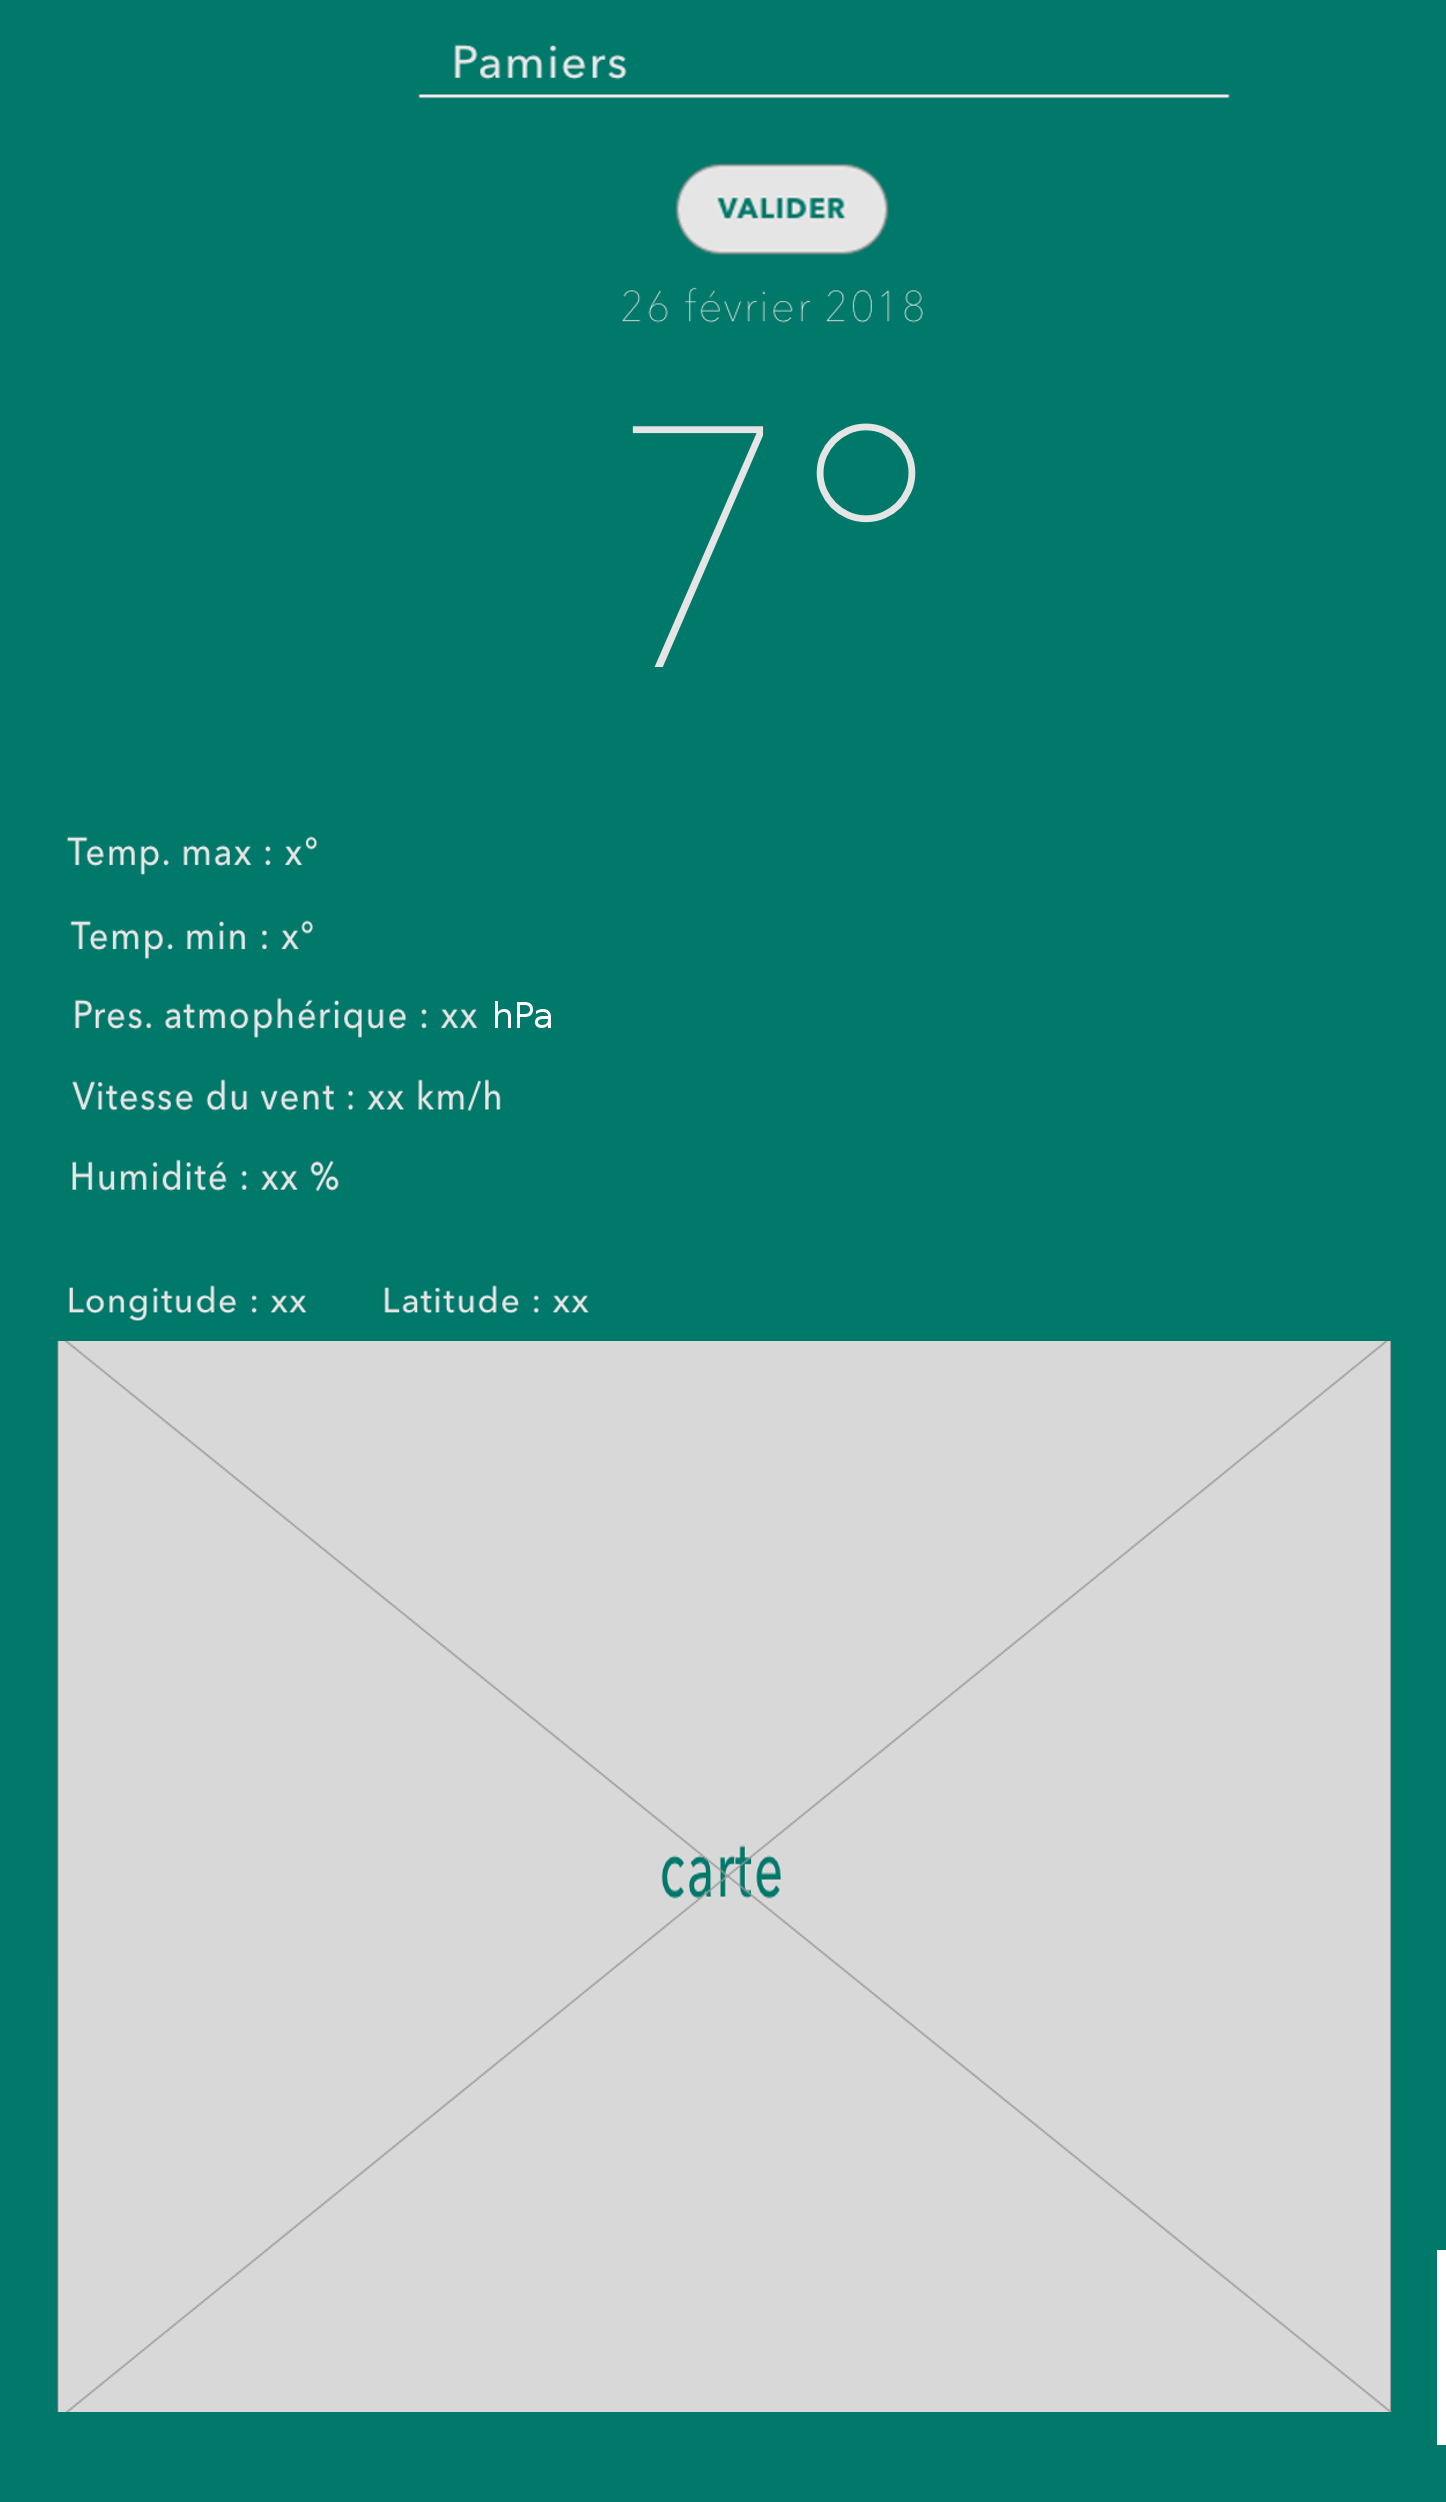 Pamiers
VALIDER
26 février 2018
7°
Temp. max : x°
Temp. min : x°
Pres. atmophérique : xx hPa
Vitesse du vent : xx km/h
Humidité : xx %
Longitude : xx Latitude : xx
carte